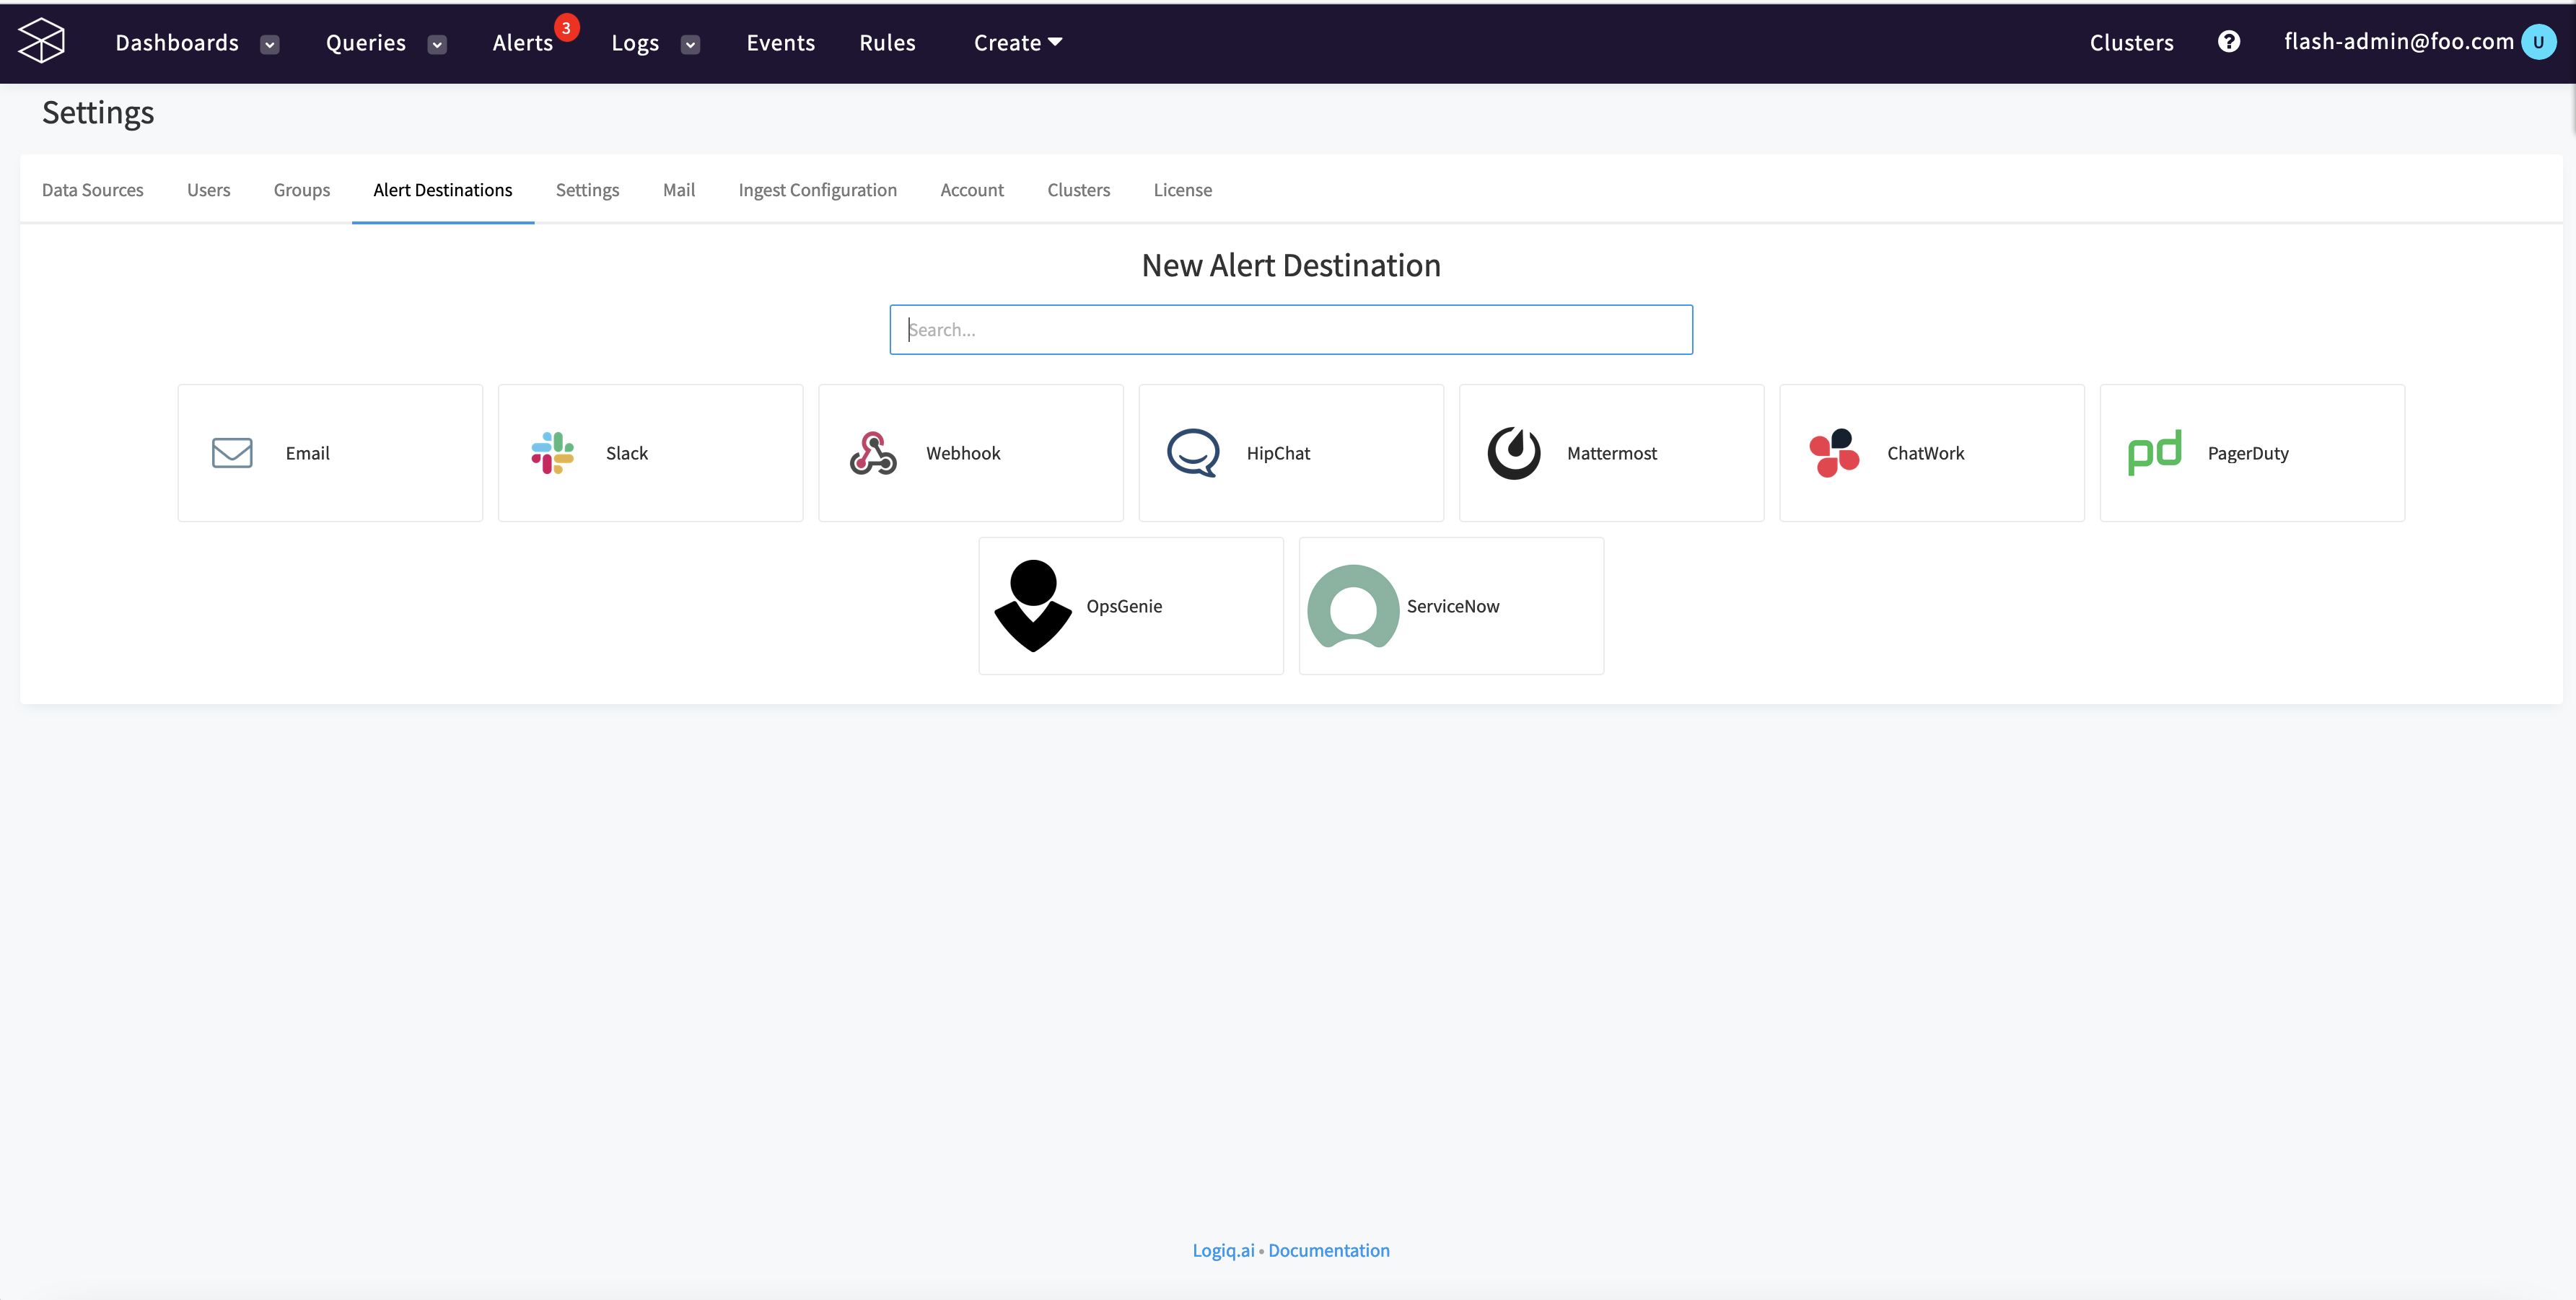 Dashboards Queries Alerts 3 Logs Events Rules Create Clusters ? flash-admin@foo.com U
Settings
Data Sources Users Groups Alert Destinations Settings Mail Ingest Configuration Account Clusters License
New Alert Destination
Search...
Email Slack Webhook HipChat Mattermost ChatWork pd PagerDuty
OpsGenie ServiceNow
Logiq.ai • Documentation